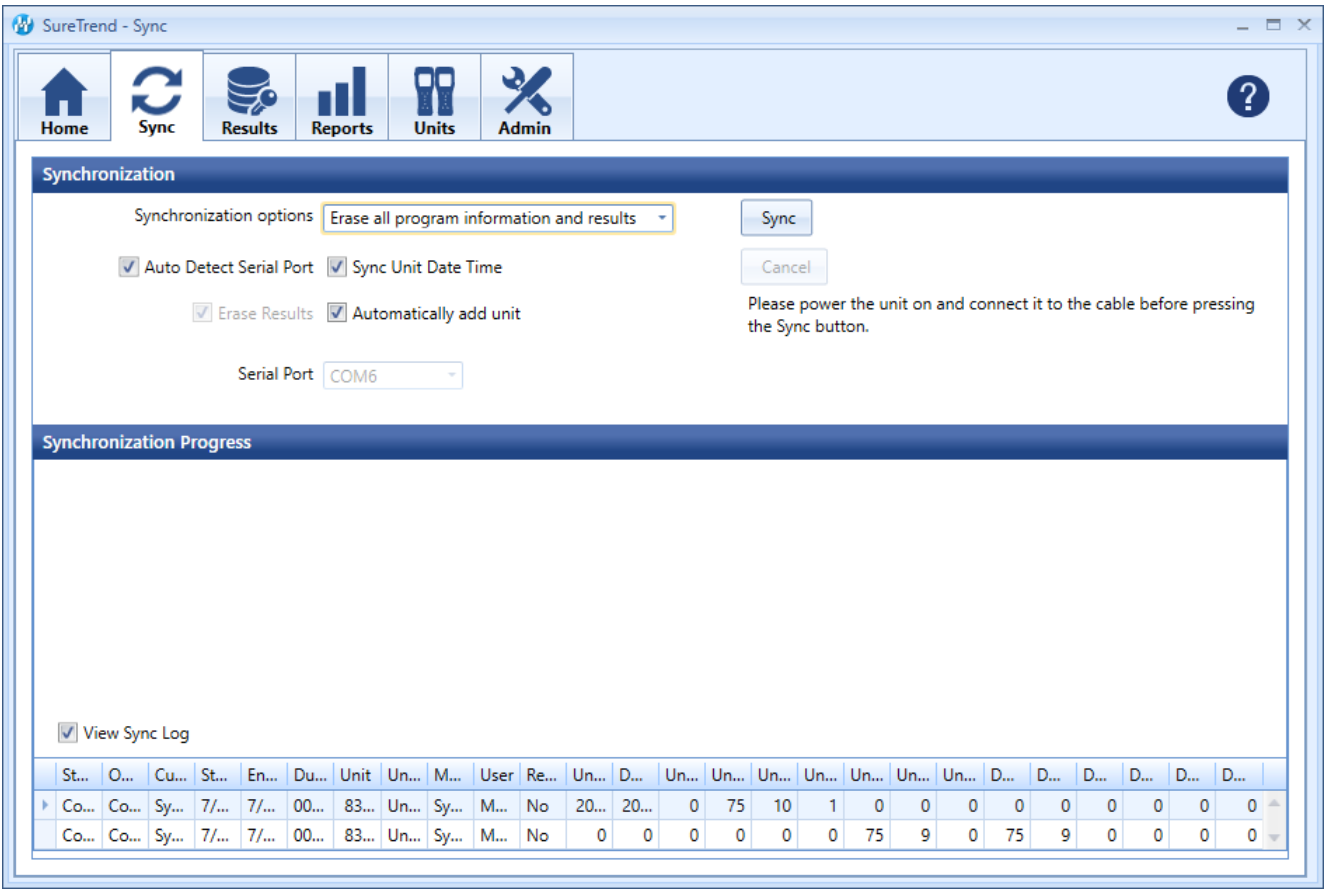 SureTrend - Sync
Home Sync Results Reports Units Admin
?
Synchronization
Synchronization options Erase all program information and results Sync
Auto Detect Serial Port Sync Unit Date Time Cancel
Erase Results Automatically add unit
Please power the unit on and connect it to the cable before pressing
the Sync button.
Serial Port COM6
Synchronization Progress
View Sync Log
St... O... Cu... St... En... Du... Unit Un... M... User Re... Un... D... Un... Un... Un... Un... Un... Un... Un... D... D... D... D... D... D...
Co... Co... Sy... 7/... 7/... 00... 83... Un... Sy... M... No 20... 20... 0 75 10 1 0 0 0 0 0 0 0 0 0
Co... Co... Sy... 7/... 7/... 00... 83... Un... Sy... M... No 0 0 0 0 0 0 75 9 0 75 9 0 0 0 0